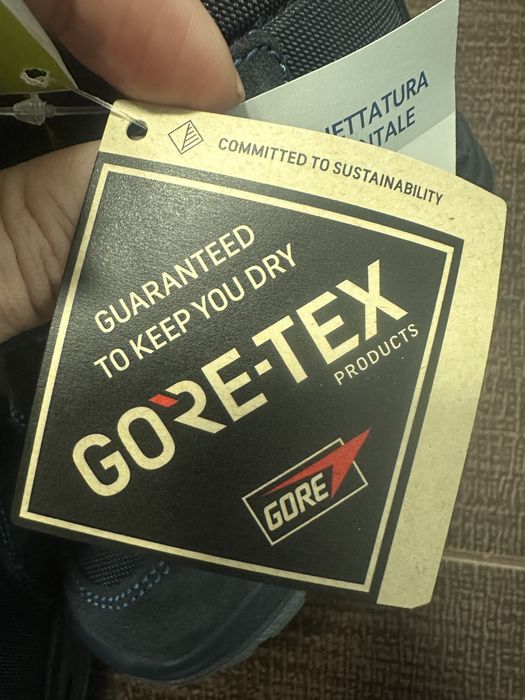 COMMITTED TO SUSTAINABILITY
GUARANTEED
TO KEEP YOU DRY
GORE-TEX
PRODUCTS
GORE